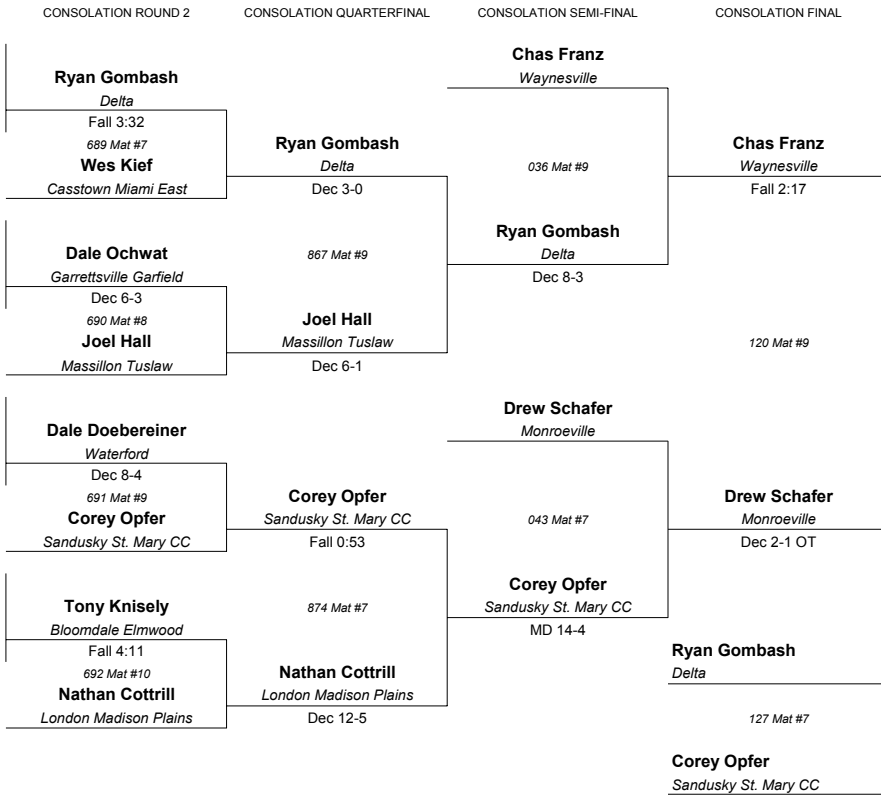 CONSOLATION ROUND 2
CONSOLATION QUARTERFINAL
CONSOLATION SEMI-FINAL
CONSOLATION FINAL
Ryan Gombash
Delta
Fall 3:32
689 Mat #7
Wes Kief
Casstown Miami East
Dale Ochwat
Garrettsville Garfield
Dec 6-3
690 Mat #8
Joel Hall
Massillon Tuslaw
Dale Doebereiner
Waterford
Dec 8-4
691 Mat #9
Corey Opfer
Sandusky St. Mary CC
Tony Knisely
Bloomdale Elmwood
Fall 4:11
692 Mat #10
Nathan Cottrill
London Madison Plains
Ryan Gombash
Delta
Dec 3-0
867 Mat #9
Joel Hall
Massillon Tuslaw
Dec 6-1
Corey Opfer
Sandusky St. Mary CC
Fall 0:53
874 Mat #7
Nathan Cottrill
London Madison Plains
Dec 12-5
Chas Franz
Waynesville
036 Mat #9
Ryan Gombash
Delta
Dec 8-3
Drew Schafer
Monroeville
043 Mat #7
Corey Opfer
Sandusky St. Mary CC
MD 14-4
Chas Franz
Waynesville
Fall 2:17
120 Mat #9
Drew Schafer
Monroeville
Dec 2-1 OT
Ryan Gombash
Delta
127 Mat #7
Corey Opfer
Sandusky St. Mary CC